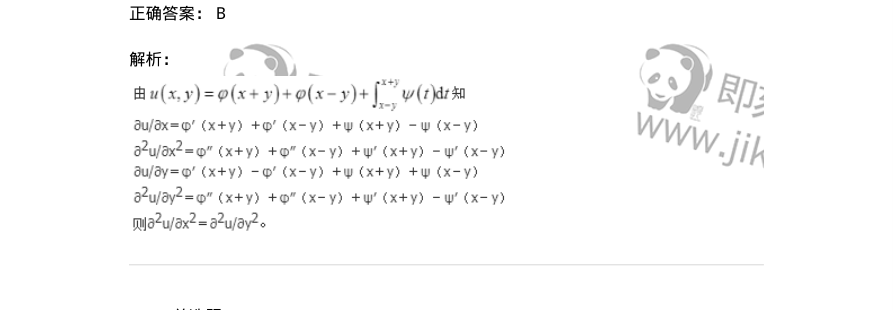 正确答案： B
解析：
由 u(x,y)=φ(x+y)+φ(x−y)+∫_{x−y}^{x+y}ψ(t)dt 知
∂u/∂x＝φ′（x＋y）＋φ′（x－y）＋ψ（x＋y）－ψ（x－y）
∂²u/∂x²＝φ″（x＋y）＋φ″（x－y）＋ψ′（x＋y）－ψ′（x－y）
∂u/∂y＝φ′（x＋y）－φ′（x－y）＋ψ（x＋y）＋ψ（x－y）
∂²u/∂y²＝φ″（x＋y）＋φ″（x－y）＋ψ′（x＋y）－ψ′（x－y）
则∂²u/∂x²＝∂²u/∂y²。
www.jik